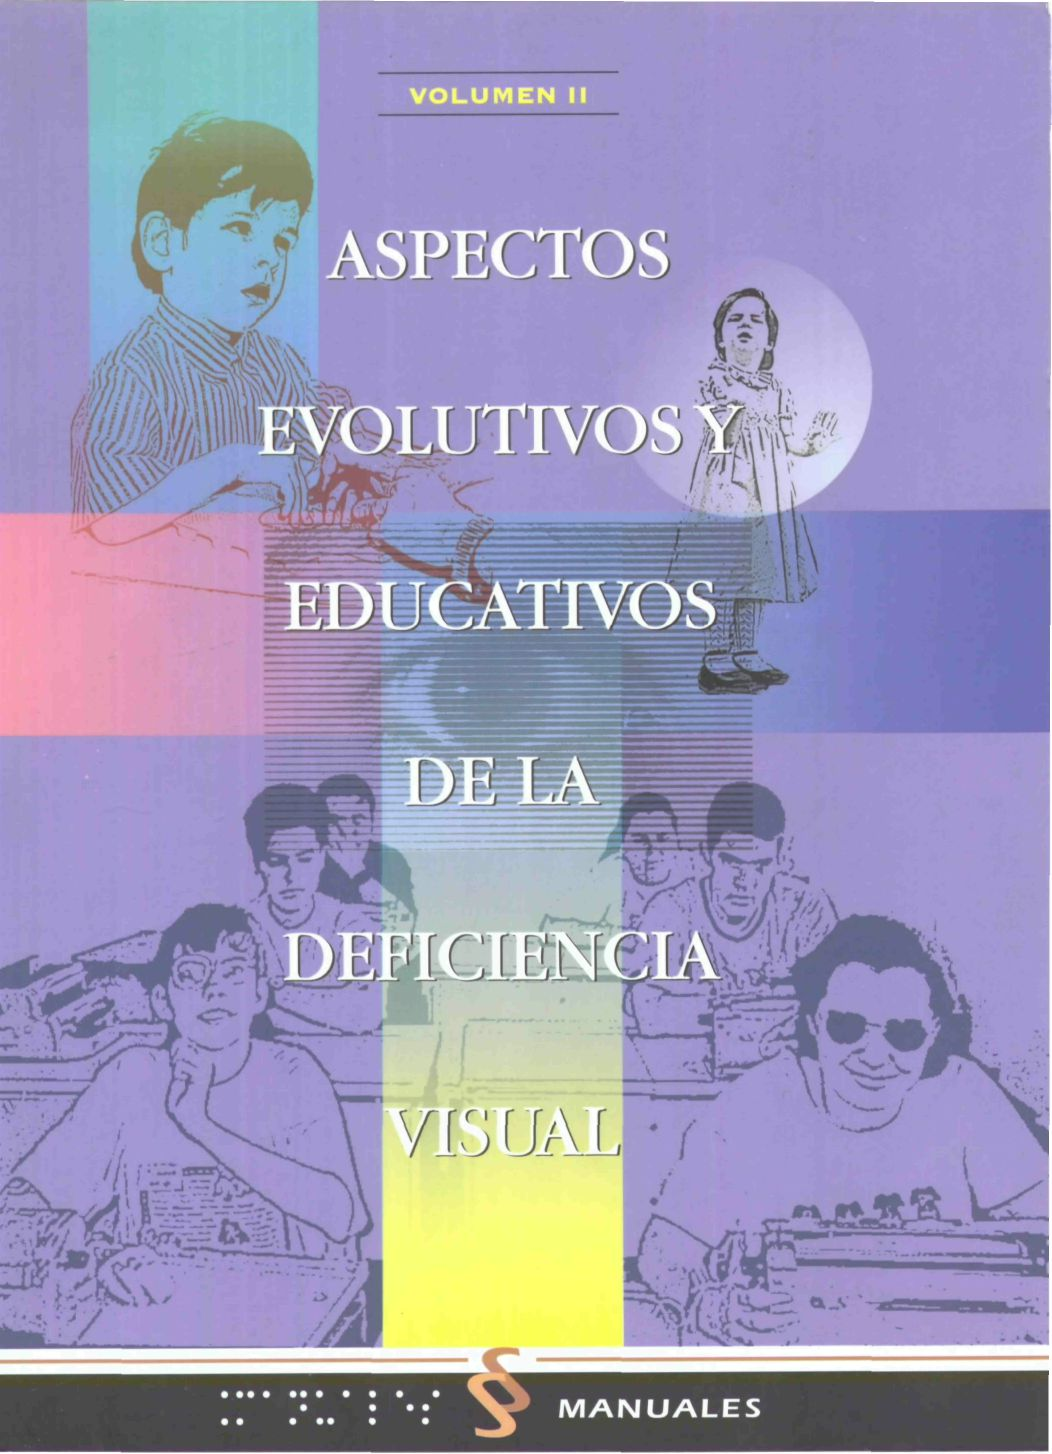 VOLUMEN II
ASPECTOS
EVOLUTIVOS Y
EDUCATIVOS
DE LA
DEFICIENCIA
VISUAL
MANUALES